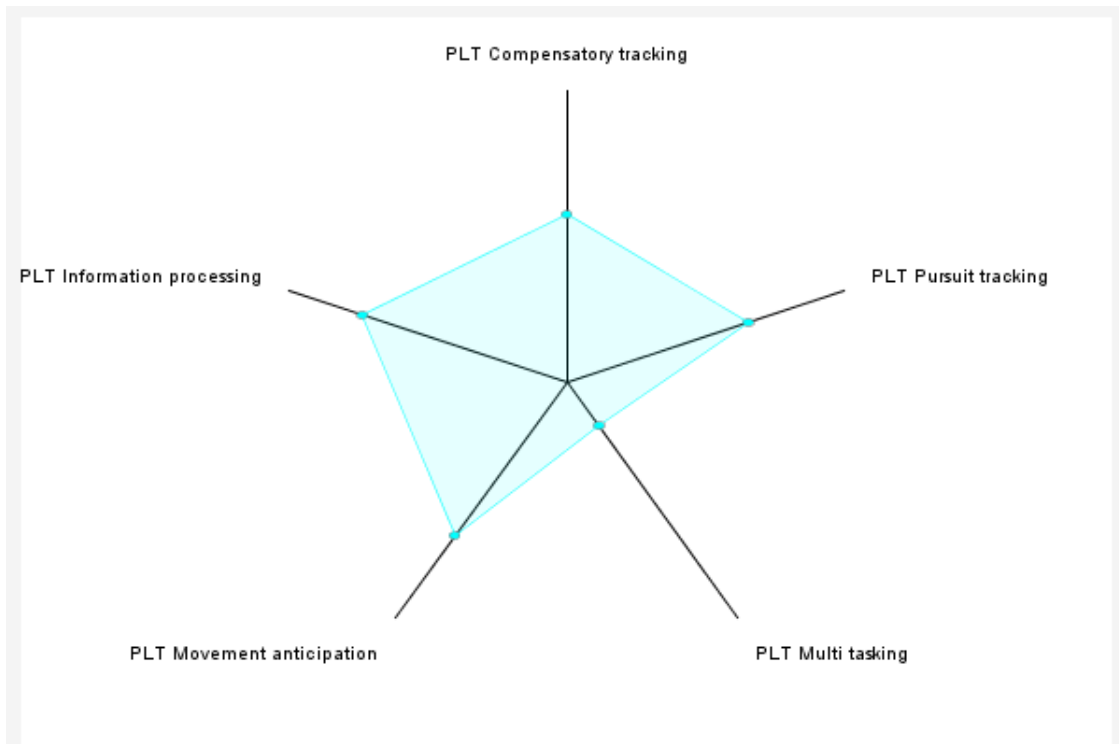 PLT Compensatory tracking
PLT Information processing
PLT Pursuit tracking
PLT Movement anticipation
PLT Multi tasking